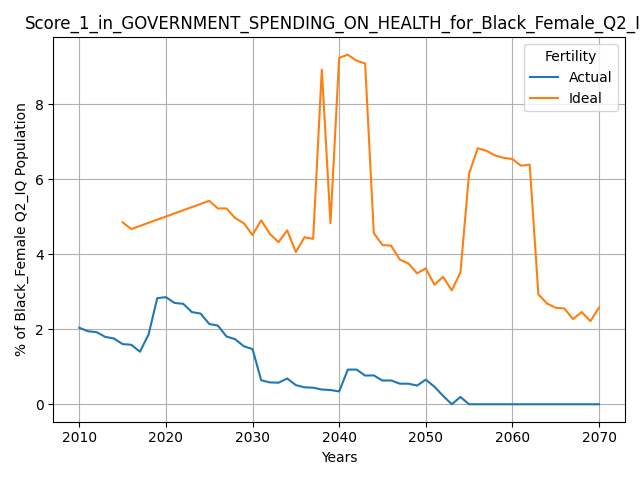 Score_1_in_GOVERNMENT_SPENDING_ON_HEALTH_for_Black_Female_Q2_I
Fertility
Actual
Ideal
% of Black_Female Q2_IQ Population
8
6
4
2
0
2010 2020 2030 2040 2050 2060 2070
Years